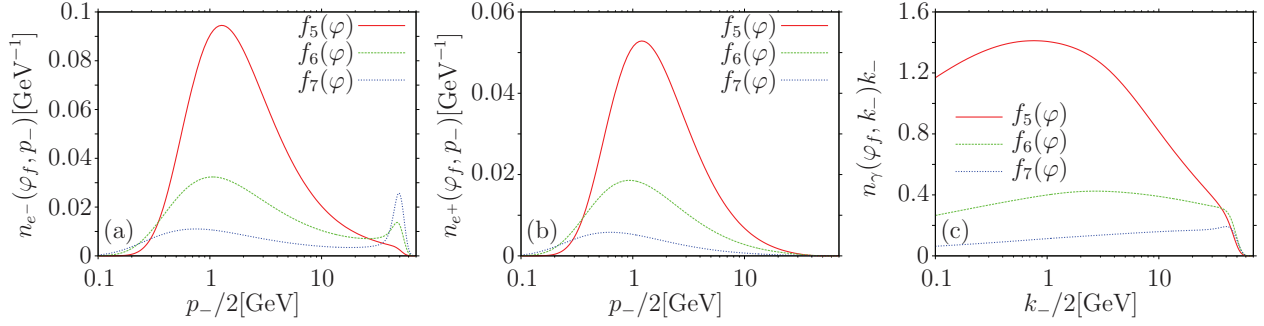 n_{e^-}(φ_f, p_-)[GeV^{-1}]
0.1
0.08
0.06
0.04
0.02
0
f_5(φ)
f_6(φ)
f_7(φ)
(a)
0.1 1 10
p_-/2[GeV]
n_{e^+}(φ_f, p_-)[GeV^{-1}]
0.06
0.04
0.02
0
f_5(φ)
f_6(φ)
f_7(φ)
(b)
0.1 1 10
p_-/2[GeV]
n_γ(φ_f, k_-)k_-
1.6
1.2
0.8
0.4
0
f_5(φ)
f_6(φ)
f_7(φ)
(c)
0.1 1 10
k_-/2[GeV]